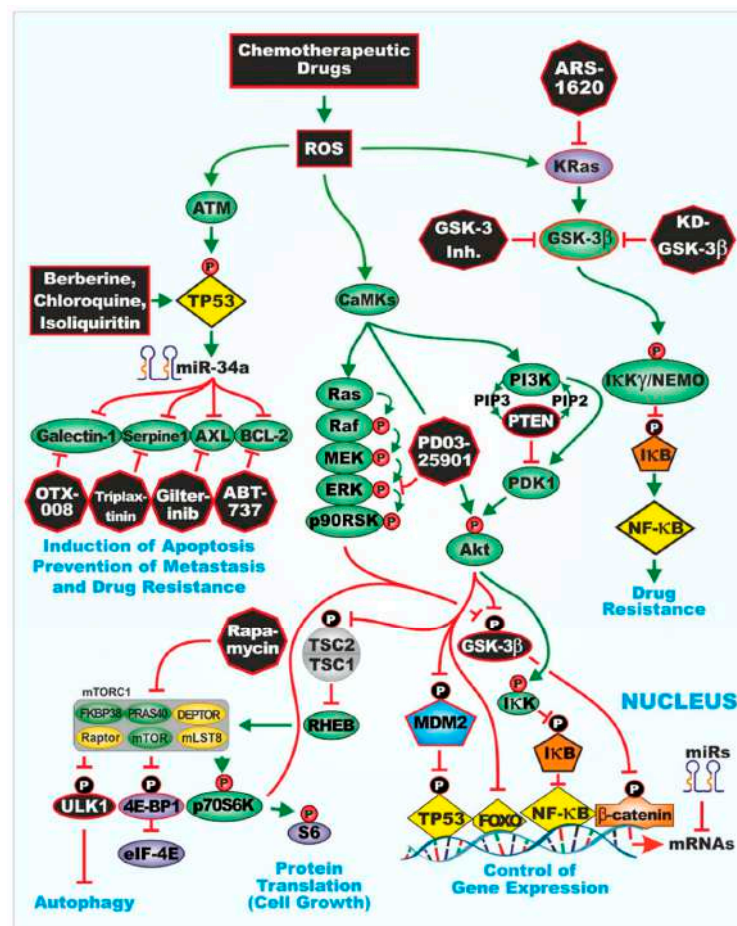 Chemotherapeutic
Drugs
ARS-
1620
ROS
KRas
ATM
GSK-3
Inh.
GSK-3β
KD-
GSK-3β
P
Berberine,
Chloroquine,
Isoliquiritin
TP53
CaMKs
miR-34a
P
IKKγ/NEMO
PI3K
Ras
PIP3
PIP2
PTEN
P
Galectin-1
Serpine1
AXL
BCL-2
Raf
P
PD03-
25901
IκB
MEK
P
PDK1
OTX-
008
Triplax-
tinin
Gilter-
inib
ABT-
737
ERK
P
p90RSK
P
P
NF-κB
Akt
Induction of Apoptosis
Prevention of Metastasis
and Drug Resistance
Drug
Resistance
Rapa-
mycin
P
TSC2
TSC1
P
GSK-3β
P
IκK
NUCLEUS
mTORC1
FKBP38
PRAS40
DEPTOR
Raptor
mTOR
mLST8
RHEB
P
MDM2
P
IκB
miRs
P
ULK1
P
4E-BP1
P
p70S6K
P
S6
P
TP53
FOXO
NF-κB
P
β-catenin
mRNAs
eIF-4E
Autophagy
Protein
Translation
(Cell Growth)
Control of
Gene Expression